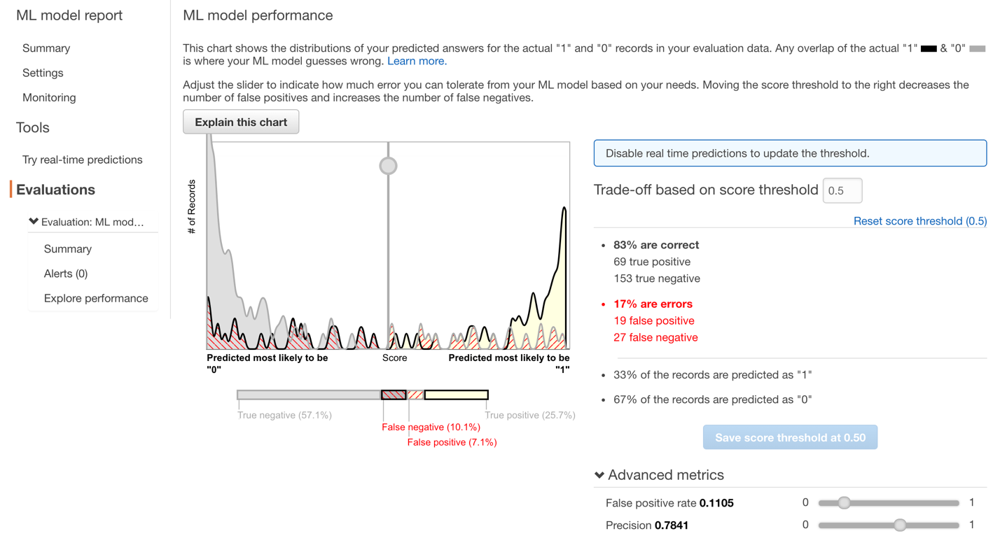 ML model report
Summary
Settings
Monitoring
Tools
Try real-time predictions
Evaluations
Evaluation: ML mod...
Summary
Alerts (0)
Explore performance
ML model performance
This chart shows the distributions of your predicted answers for the actual "1" and "0" records in your evaluation data. Any overlap of the actual "1" & "0"
is where your ML model guesses wrong. Learn more.
Adjust the slider to indicate how much error you can tolerate from your ML model based on your needs. Moving the score threshold to the right decreases the
number of false positives and increases the number of false negatives.
Explain this chart
# of Records
Predicted most likely to be
"0"
Score
Predicted most likely to be
"1"
True negative (57.1%)
True positive (25.7%)
False negative (10.1%)
False positive (7.1%)
Disable real time predictions to update the threshold.
Trade-off based on score threshold 0.5
Reset score threshold (0.5)
• 83% are correct
69 true positive
153 true negative
• 17% are errors
19 false positive
27 false negative
• 33% of the records are predicted as "1"
• 67% of the records are predicted as "0"
Save score threshold at 0.50
Advanced metrics
False positive rate 0.1105 0 1
Precision 0.7841 0 1